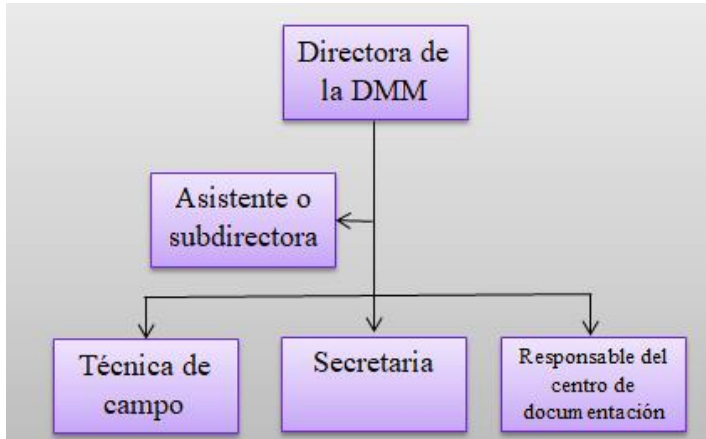 Directora de
la DMM
Asistente o
subdirectora
Técnica de
campo
Secretaria
Responsable del
centro de
documentación